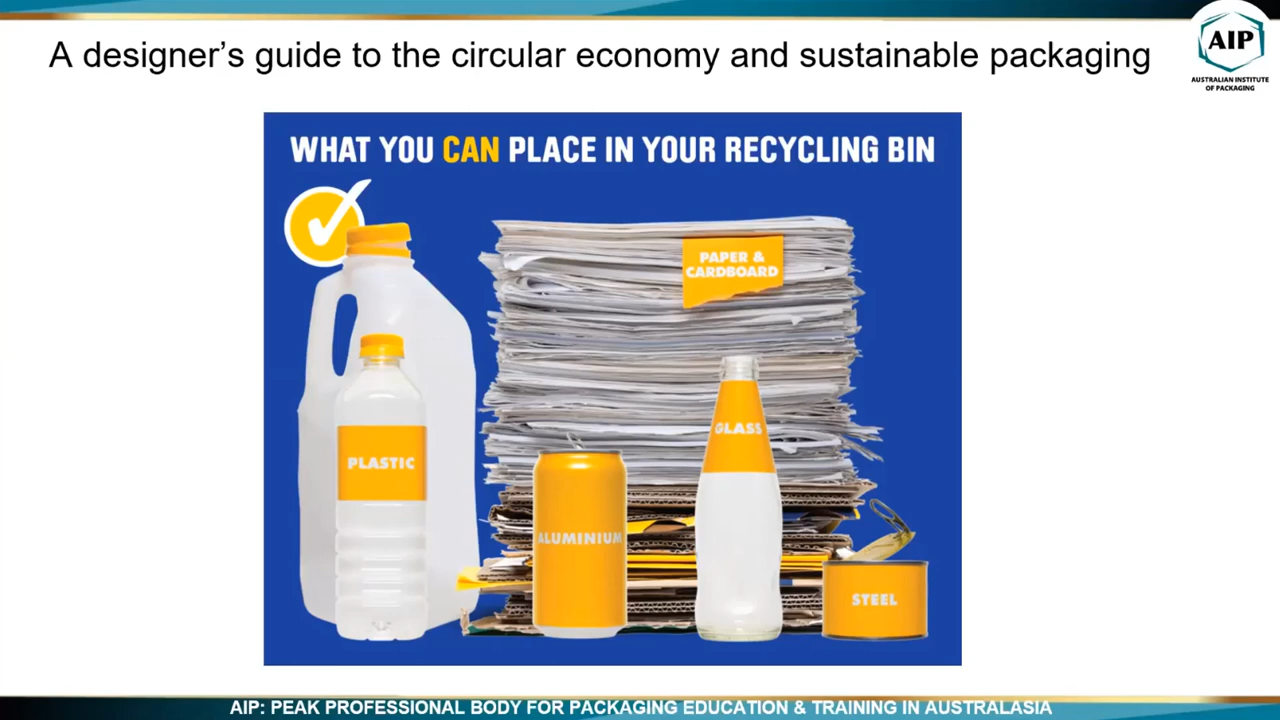 A designer’s guide to the circular economy and sustainable packaging
AIP
AUSTRALIAN INSTITUTE
OF PACKAGING
WHAT YOU CAN PLACE IN YOUR RECYCLING BIN
PAPER &
CARDBOARD
GLASS
PLASTIC
ALUMINIUM
STEEL
AIP: PEAK PROFESSIONAL BODY FOR PACKAGING EDUCATION & TRAINING IN AUSTRALASIA